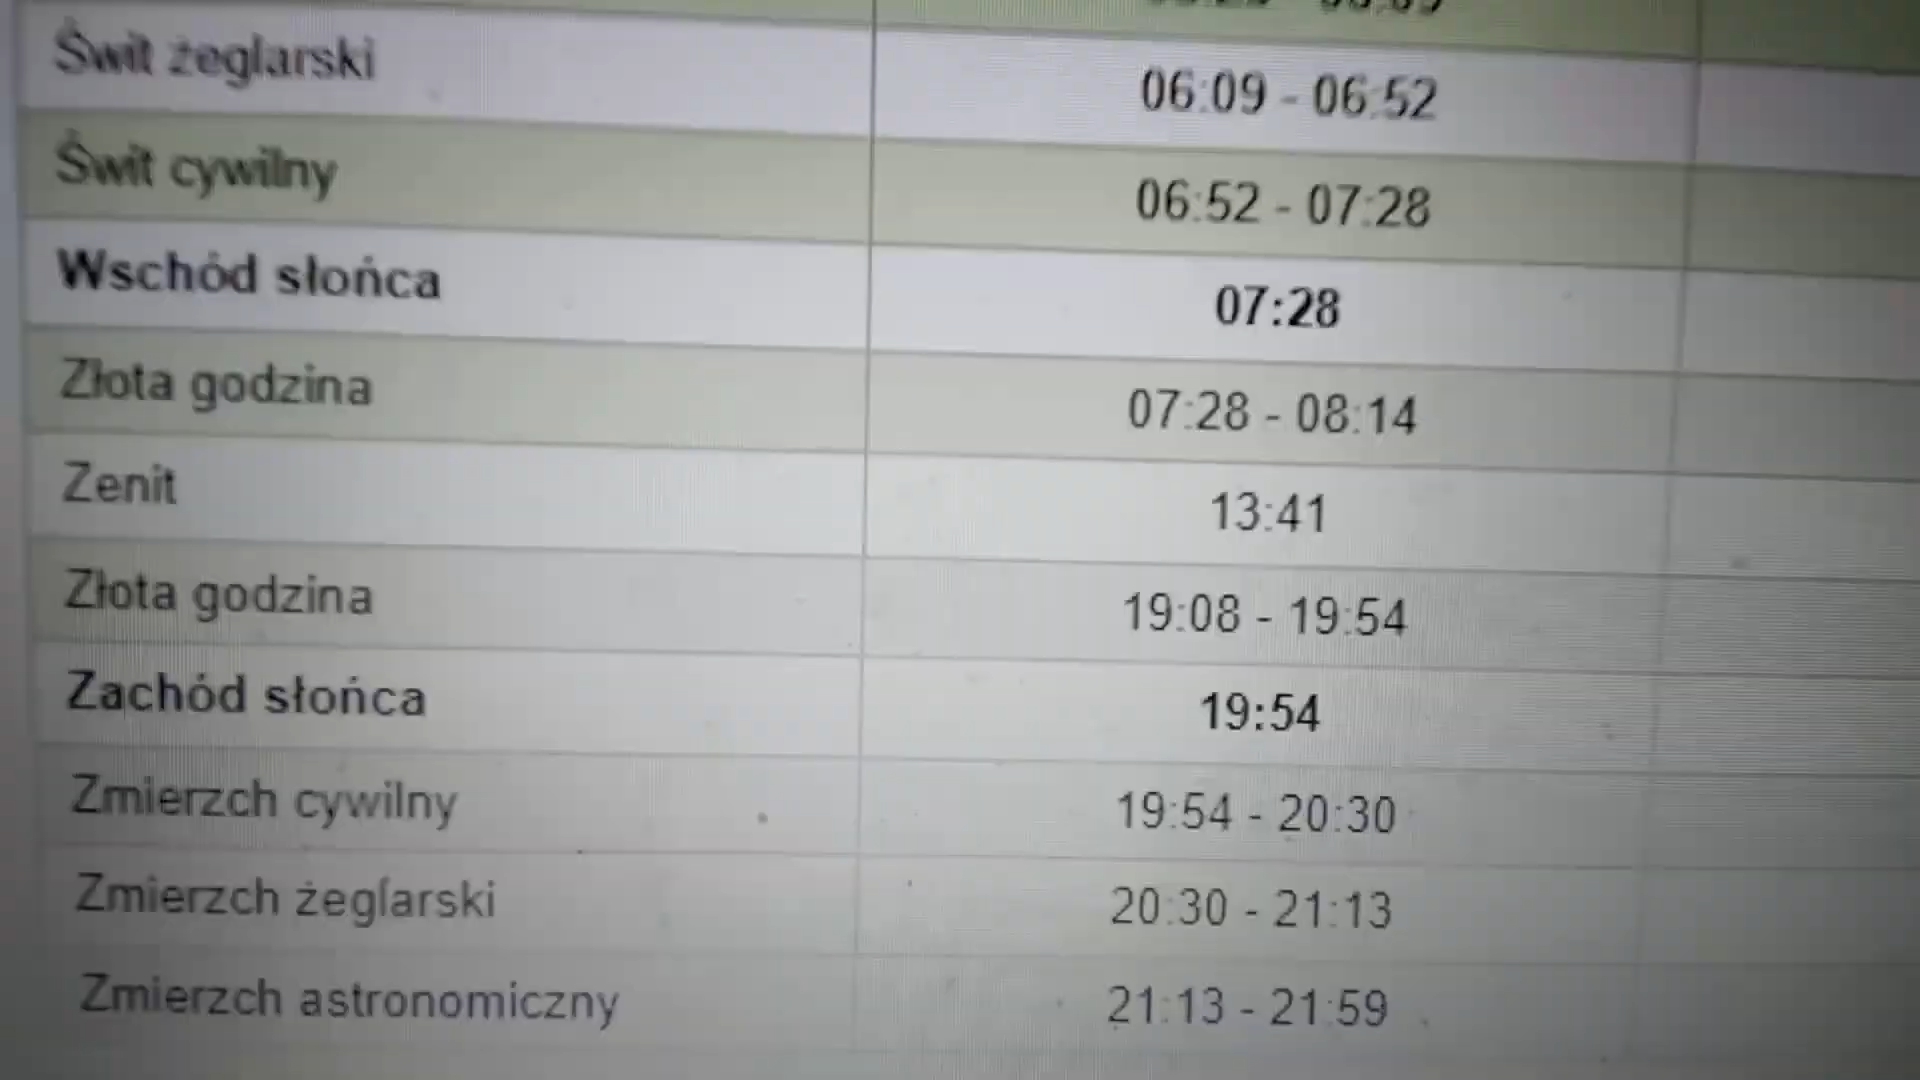 Świt żeglarski 06:09 - 06:52
Świt cywilny 06:52 - 07:28
Wschód słońca 07:28
Złota godzina 07:28 - 08:14
Zenit 13:41
Złota godzina 19:08 - 19:54
Zachód słońca 19:54
Zmierzch cywilny 19:54 - 20:30
Zmierzch żeglarski 20:30 - 21:13
Zmierzch astronomiczny 21:13 - 21:59